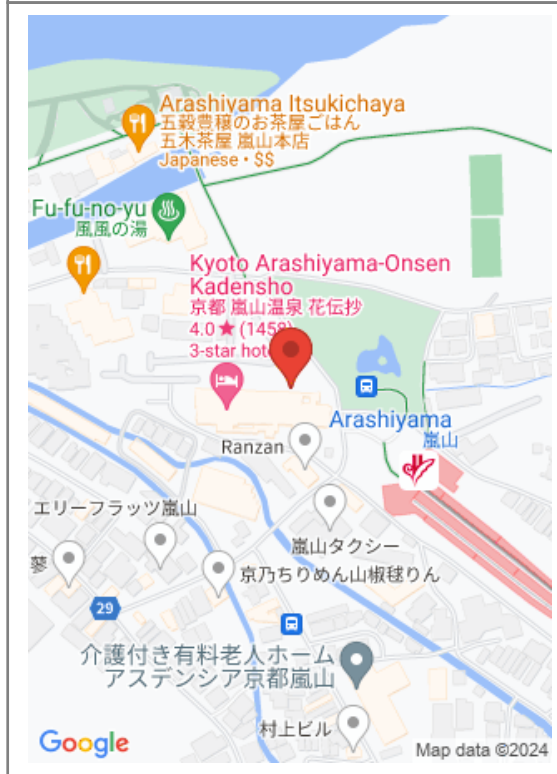 Arashiyama Itsukichaya
五穀豊穣のお茶屋ごはん
五木茶屋 嵐山本店
Japanese • $$
Fu-fu-no-yu
風風の湯
Kyoto Arashiyama-Onsen
Kadensho
京都 嵐山温泉 花伝抄
4.0 ★ (1458)
3-star hot
Arashiyama
嵐山
Ranzan
エリーフラッツ嵐山
嵐山タクシー
蓼
京乃ちりめん山椒毬りん
29
介護付き有料老人ホーム
アスデンシア京都嵐山
村上ビル
Google
Map data ©2024